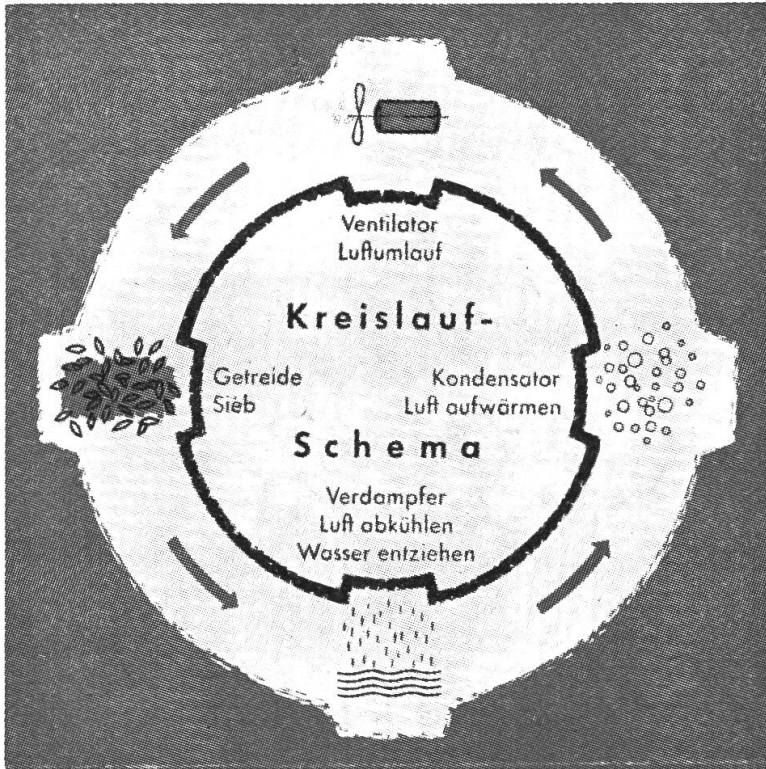 Ventilator
Luftumlauf
Kreislauf-
Getreide
Sieb
Kondensator
Luft aufwärmen
Schema
Verdampfer
Luft abkühlen
Wasser entziehen